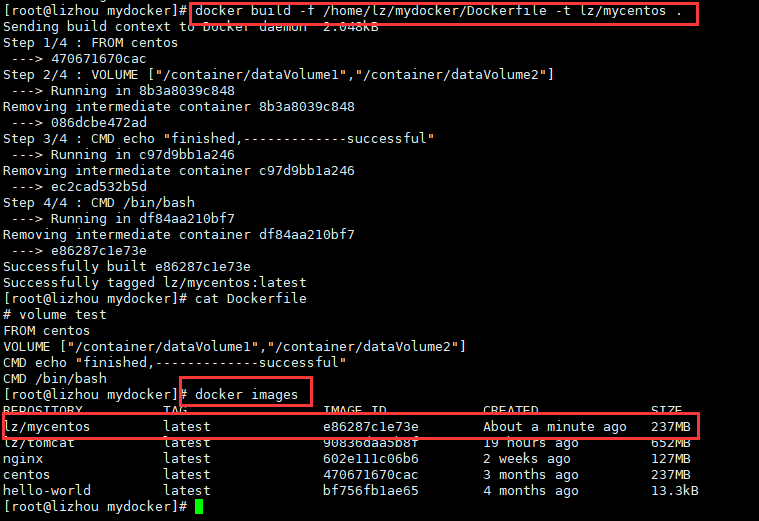 [root@lizhou mydocker]# docker build -f /home/lz/mydocker/Dockerfile -t lz/mycentos .
Sending build context to Docker daemon  2.048kB
Step 1/4 : FROM centos
 ---> 470671670cac
Step 2/4 : VOLUME ["/container/dataVolume1","/container/dataVolume2"]
 ---> Running in 8b3a8039c848
Removing intermediate container 8b3a8039c848
 ---> 086dcbe472ad
Step 3/4 : CMD echo "finished,-------------successful"
 ---> Running in c97d9bb1a246
Removing intermediate container c97d9bb1a246
 ---> ec2cad532b5d
Step 4/4 : CMD /bin/bash
 ---> Running in df84aa210bf7
Removing intermediate container df84aa210bf7
 ---> e86287c1e73e
Successfully built e86287c1e73e
Successfully tagged lz/mycentos:latest
[root@lizhou mydocker]# cat Dockerfile
# volume test
FROM centos
VOLUME ["/container/dataVolume1","/container/dataVolume2"]
CMD echo "finished,-------------successful"
CMD /bin/bash
[root@lizhou mydocker]# docker images
REPOSITORY          TAG                 IMAGE ID            CREATED              SIZE
lz/mycentos         latest              e86287c1e73e        About a minute ago   237MB
lz/tomcat           latest              90836daa5b8f        19 hours ago         652MB
nginx               latest              602e111c06b6        2 weeks ago          127MB
centos              latest              470671670cac        3 months ago         237MB
hello-world         latest              bf756fb1ae65        4 months ago         13.3kB
[root@lizhou mydocker]#